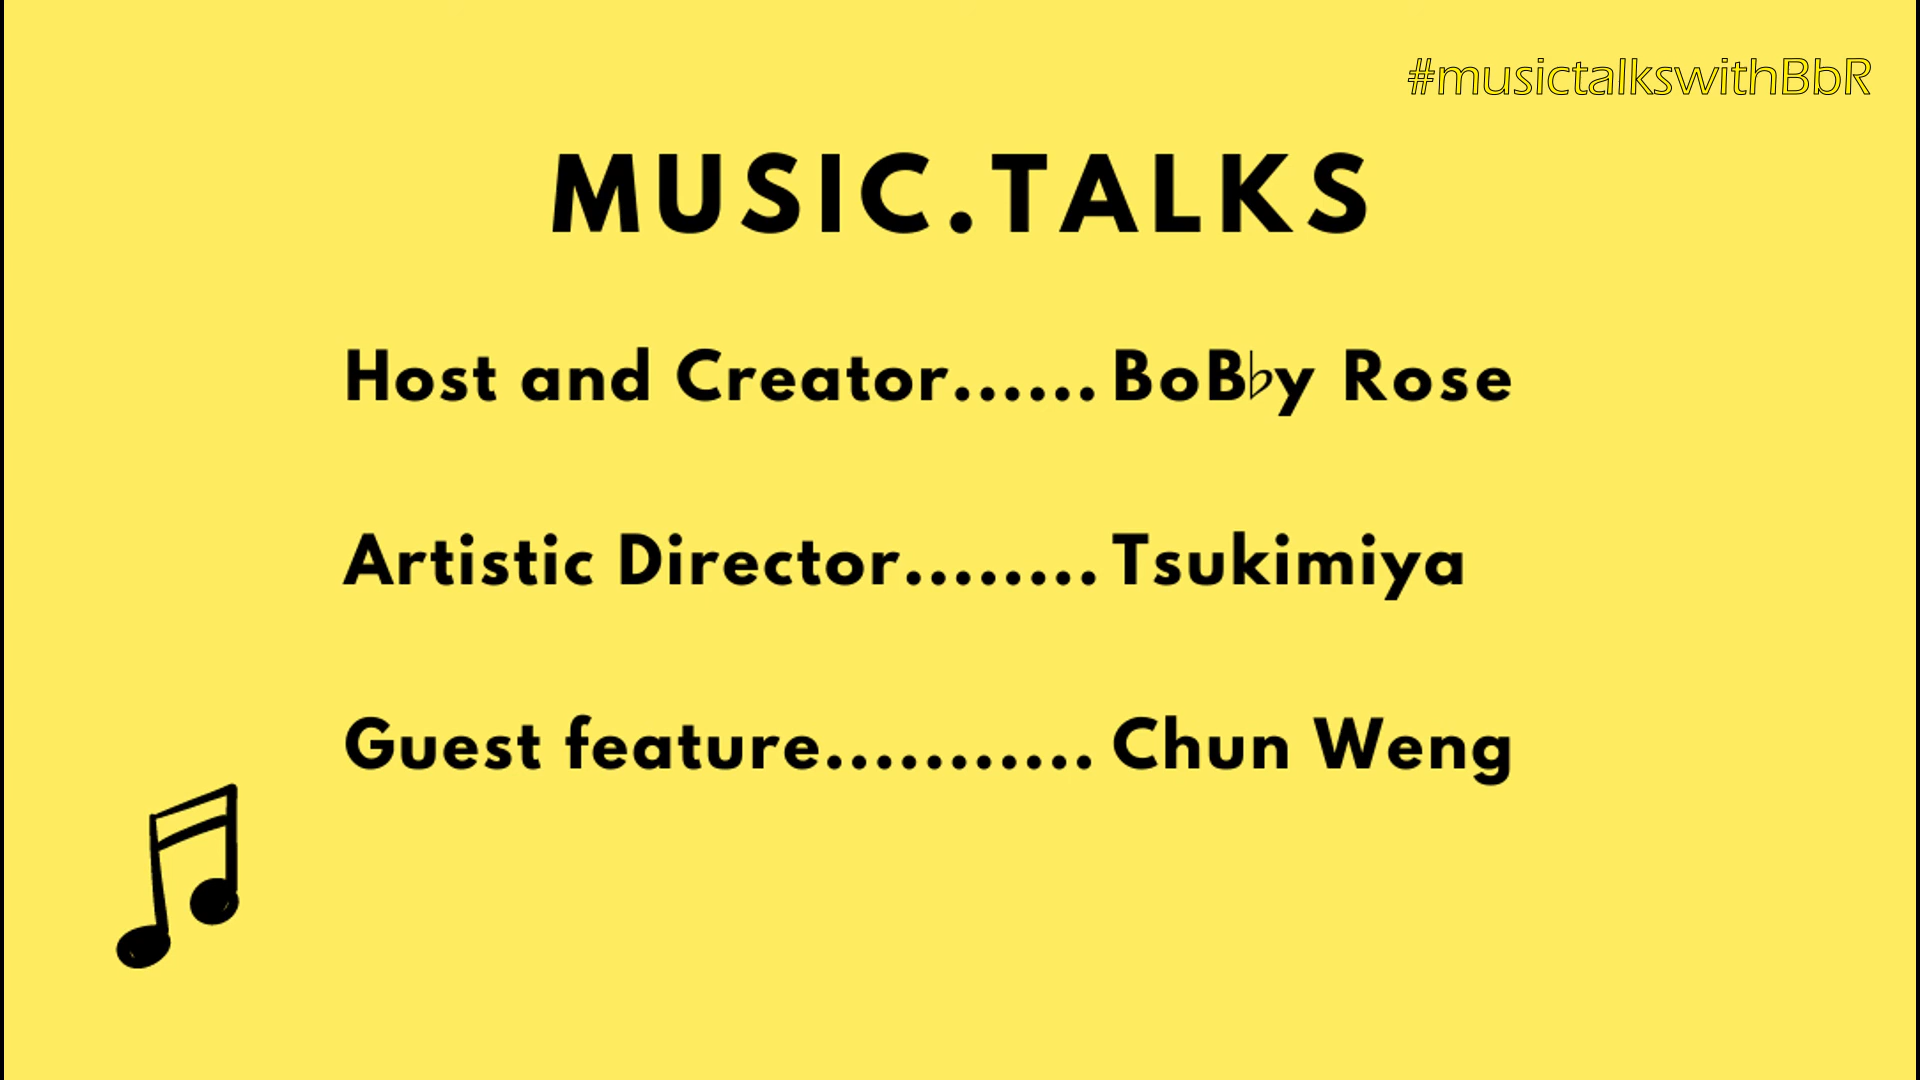 #musictalkswithBbR
MUSIC.TALKS
Host and Creator...... BoB♭y Rose
Artistic Director........ Tsukimiya
Guest feature........... Chun Weng